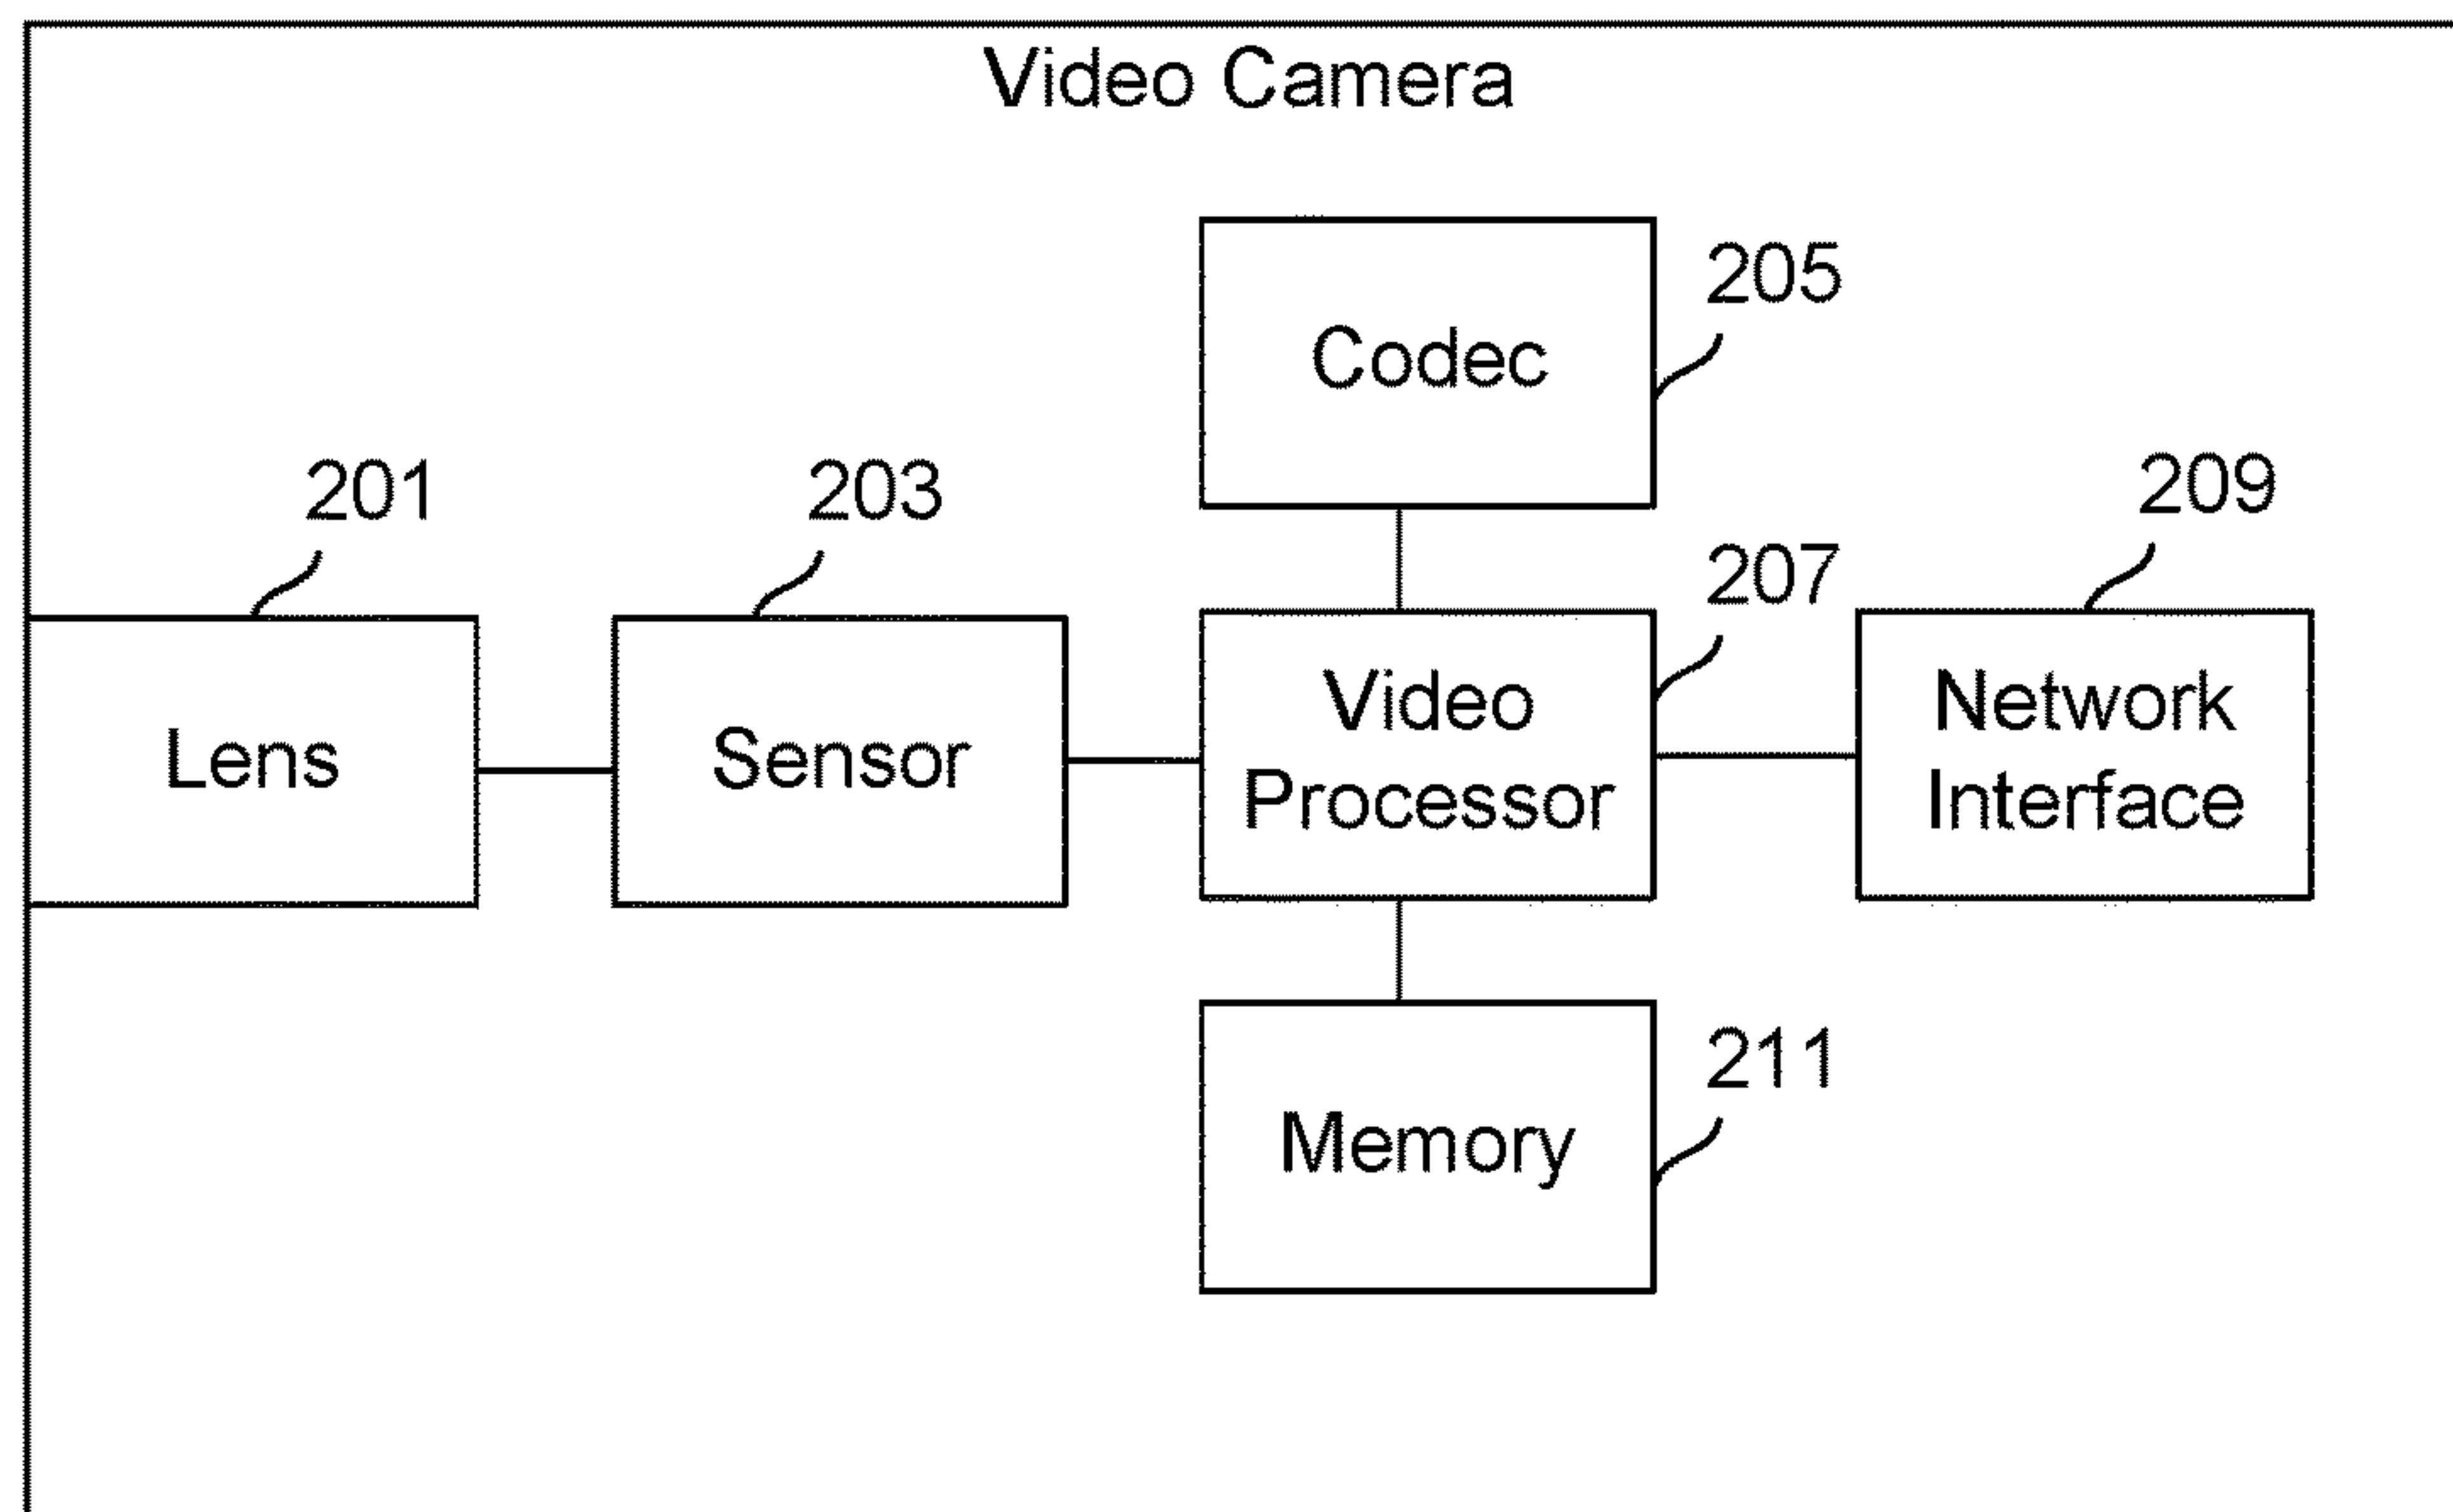 Video Camera
205
Codec
201
203
207
209
Lens
Sensor
Video
Processor
Network
Interface
211
Memory